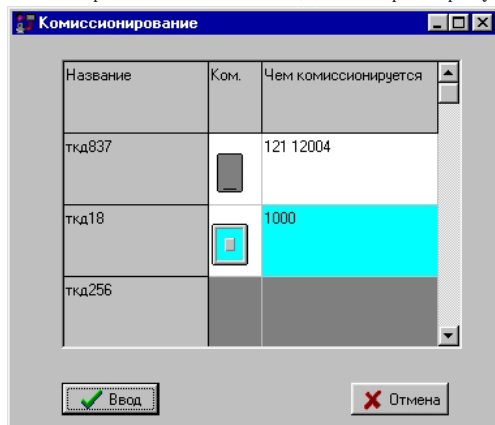 Комиссионирование
Название Ком. Чем комиссионируется
ткд837 121 12004
ткд18 1000
ткд256
Ввод Отмена